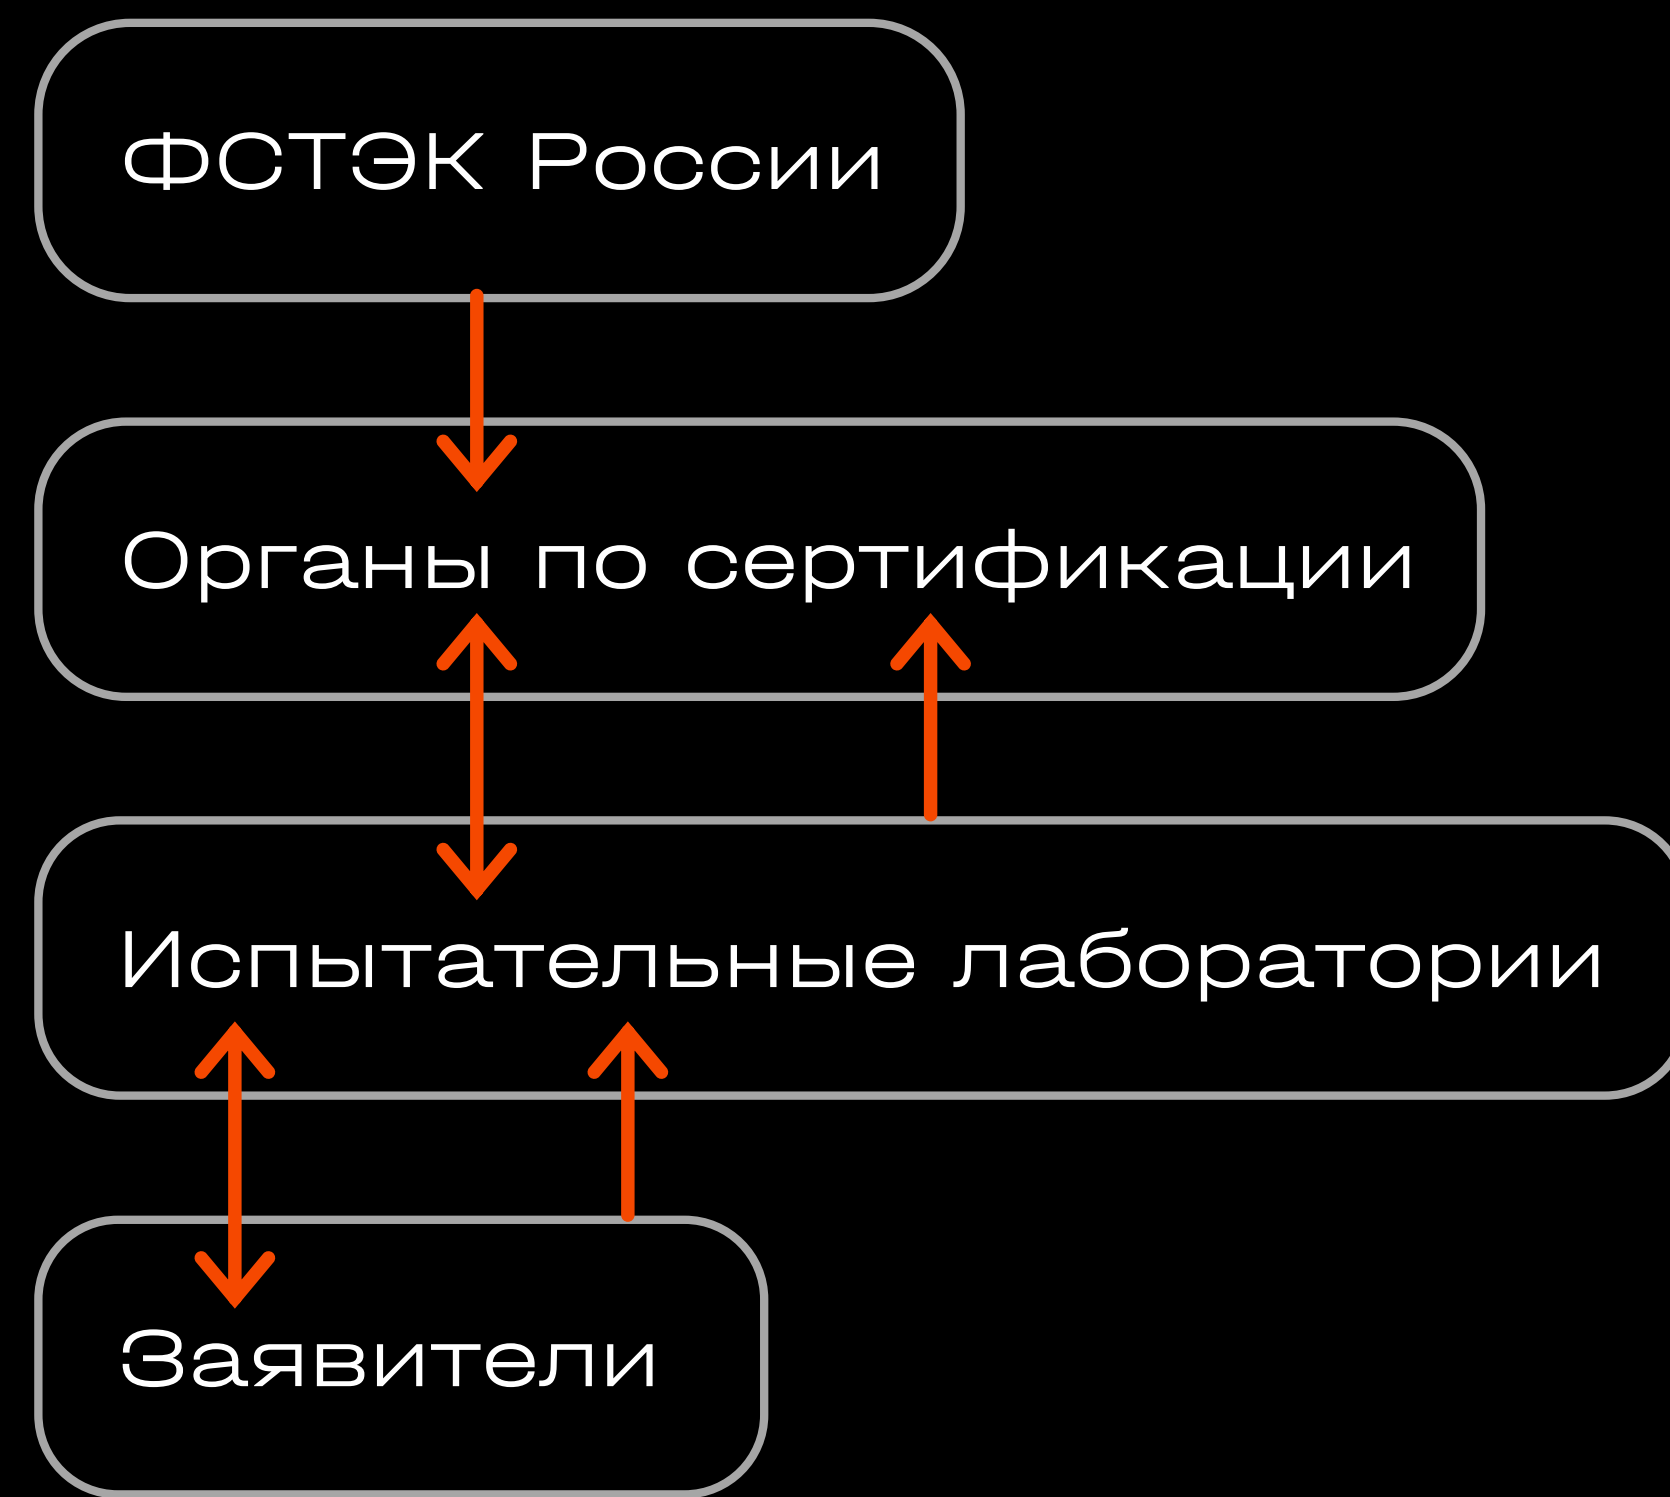 ФСТЭК России
Органы по сертификации
Испытательные лаборатории
Заявители